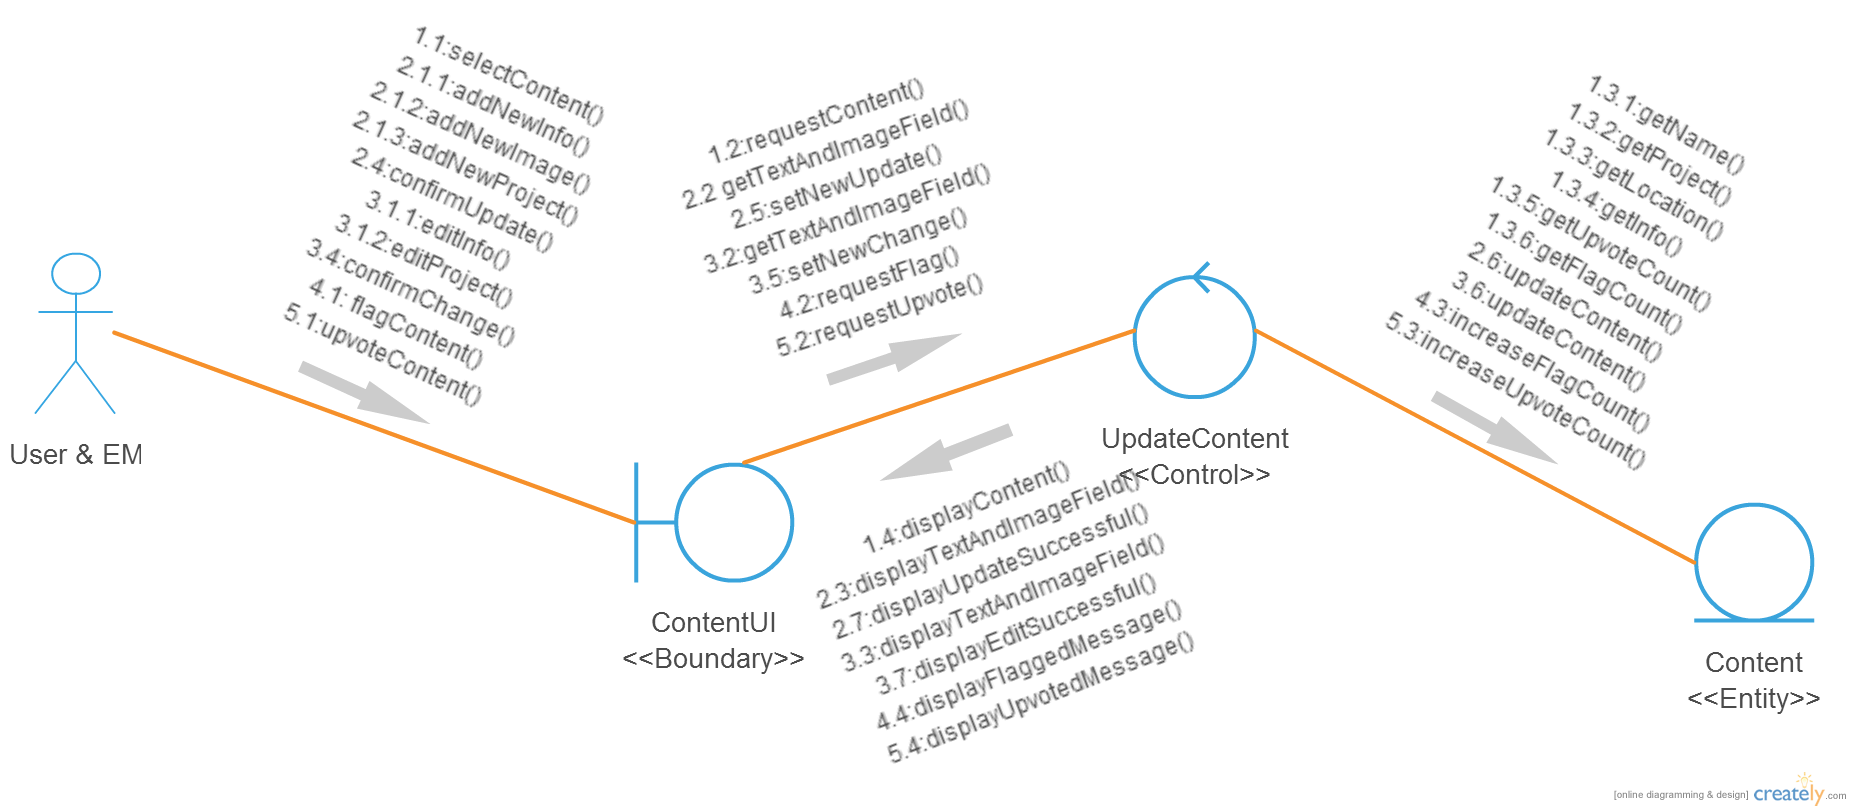 1.1:selectContent()
2.1.1:addNewInfo()
2.1.2:addNewImage()
2.1.3:addNewProject()
2.4:confirmUpdate()
3.1.1:editInfo()
3.1.2:editProject()
3.4:confirmChange()
4.1: flagContent()
5.1:upvoteContent()
User & EM
1.2:requestContent()
2.2 getTextAndImageField()
2.5:setNewUpdate()
3.2:getTextAndImageField()
3.5:setNewChange()
4.2:requestFlag()
5.2:requestUpvote()
ContentUI
<<Boundary>>
1.4:displayContent()
2.3:displayTextAndImageField()
2.7:displayUpdateSuccessful()
3.3:displayTextAndImageField()
3.7:displayEditSuccessful()
4.4:displayFlaggedMessage()
5.4:displayUpvotedMessage()
UpdateContent
<<Control>>
1.3.1:getName()
1.3.2:getProject()
1.3.3:getLocation()
1.3.4:getInfo()
1.3.5:getUpvoteCount()
1.3.6:getFlagCount()
2.6:updateContent()
3.6:updateContent()
4.3:increaseFlagCount()
5.3:increaseUpvoteCount()
Content
<<Entity>>
[online diagramming & design] creately.com